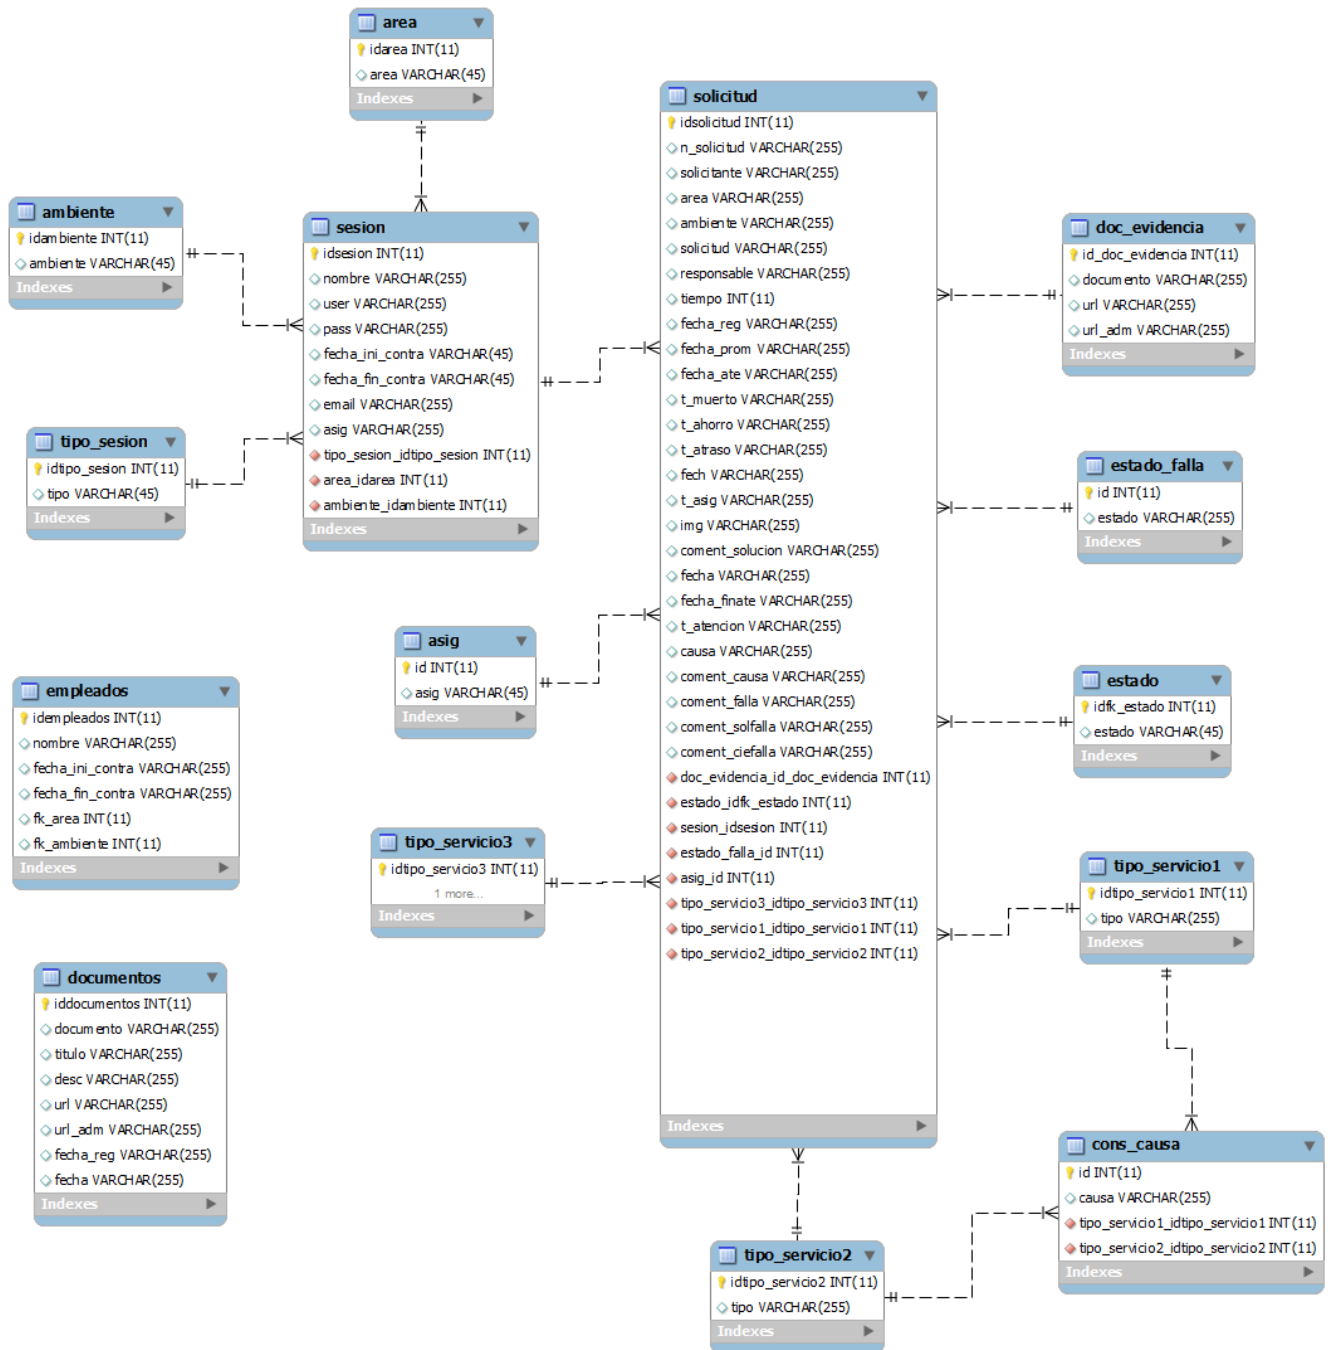 area
idarea INT(11)
area VARCHAR(45)
Indexes
ambiente
idambiente INT(11)
ambiente VARCHAR(45)
Indexes
sesion
idsesion INT(11)
nombre VARCHAR(255)
user VARCHAR(255)
pass VARCHAR(255)
fecha_ini_contra VARCHAR(45)
fecha_fin_contra VARCHAR(45)
email VARCHAR(255)
asig VARCHAR(255)
tipo_sesion_idtipo_sesion INT(11)
area_idarea INT(11)
ambiente_idambiente INT(11)
Indexes
tipo_sesion
idtipo_sesion INT(11)
tipo VARCHAR(45)
Indexes
solicitud
idsolicitud INT(11)
n_solicitud VARCHAR(255)
solicitante VARCHAR(255)
area VARCHAR(255)
ambiente VARCHAR(255)
solicitud VARCHAR(255)
responsable VARCHAR(255)
tiempo INT(11)
fecha_reg VARCHAR(255)
fecha_prom VARCHAR(255)
fecha_ate VARCHAR(255)
t_muerto VARCHAR(255)
t_ahorro VARCHAR(255)
t_atraso VARCHAR(255)
fech VARCHAR(255)
t_asig VARCHAR(255)
img VARCHAR(255)
coment_solucion VARCHAR(255)
fecha VARCHAR(255)
fecha_finate VARCHAR(255)
t_atencion VARCHAR(255)
causa VARCHAR(255)
coment_causa VARCHAR(255)
coment_falla VARCHAR(255)
coment_solfalla VARCHAR(255)
coment_ciefalla VARCHAR(255)
doc_evidencia_id_doc_evidencia INT(11)
estado_idfk_estado INT(11)
sesion_idsesion INT(11)
estado_falla_id INT(11)
asig_id INT(11)
tipo_servicio3_idtipo_servicio3 INT(11)
tipo_servicio1_idtipo_servicio1 INT(11)
tipo_servicio2_idtipo_servicio2 INT(11)
Indexes
doc_evidencia
id_doc_evidencia INT(11)
documento VARCHAR(255)
url VARCHAR(255)
url_adm VARCHAR(255)
Indexes
estado_falla
id INT(11)
estado VARCHAR(255)
Indexes
asig
id INT(11)
asig VARCHAR(45)
Indexes
estado
idfk_estado INT(11)
estado VARCHAR(45)
Indexes
empleados
idempleados INT(11)
nombre VARCHAR(255)
fecha_ini_contra VARCHAR(255)
fecha_fin_contra VARCHAR(255)
fk_area INT(11)
fk_ambiente INT(11)
Indexes
tipo_servicio3
idtipo_servicio3 INT(11)
1 more...
Indexes
tipo_servicio1
idtipo_servicio1 INT(11)
tipo VARCHAR(255)
Indexes
documentos
iddocumentos INT(11)
documento VARCHAR(255)
titulo VARCHAR(255)
desc VARCHAR(255)
url VARCHAR(255)
url_adm VARCHAR(255)
fecha_reg VARCHAR(255)
fecha VARCHAR(255)
Indexes
cons_causa
id INT(11)
causa VARCHAR(255)
tipo_servicio1_idtipo_servicio1 INT(11)
tipo_servicio2_idtipo_servicio2 INT(11)
Indexes
tipo_servicio2
idtipo_servicio2 INT(11)
tipo VARCHAR(255)
Indexes